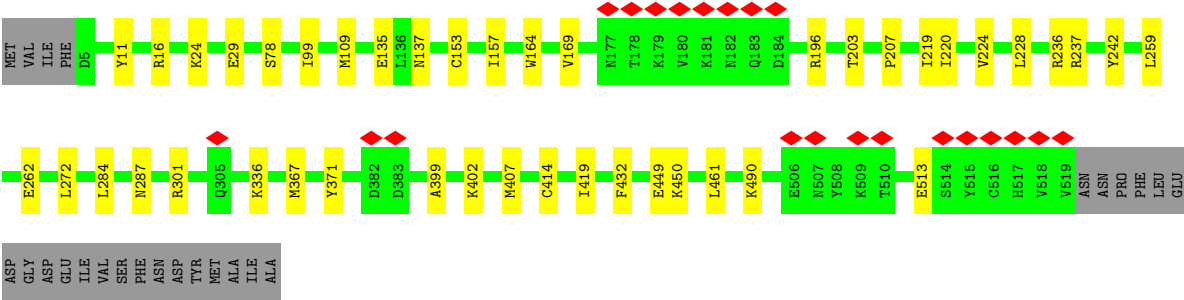 MET VAL ILE PHE D5 Y11 R16 K24 E29 S78 I99 M109 E135 L136 N137 C153 I157 W164 V169 N177 T178 K179 V180 K181 N182 Q183 D184 R196 T203 P207 I219 I220 V224 L228 R236 R237 Y242 L259
E262 L272 L284 N287 R301 Q305 K336 M367 Y371 D382 D383 A399 K402 M407 C414 I419 F432 E449 K450 L461 K490 E506 N507 Y508 K509 T510 E513 S514 Y515 C516 H517 V518 V519 ASN ASN PRO PHE LEU GLU
ASP GLY ASP GLU ILE VAL SER PHE ASN ASP TYR MET ALA ILE ALA